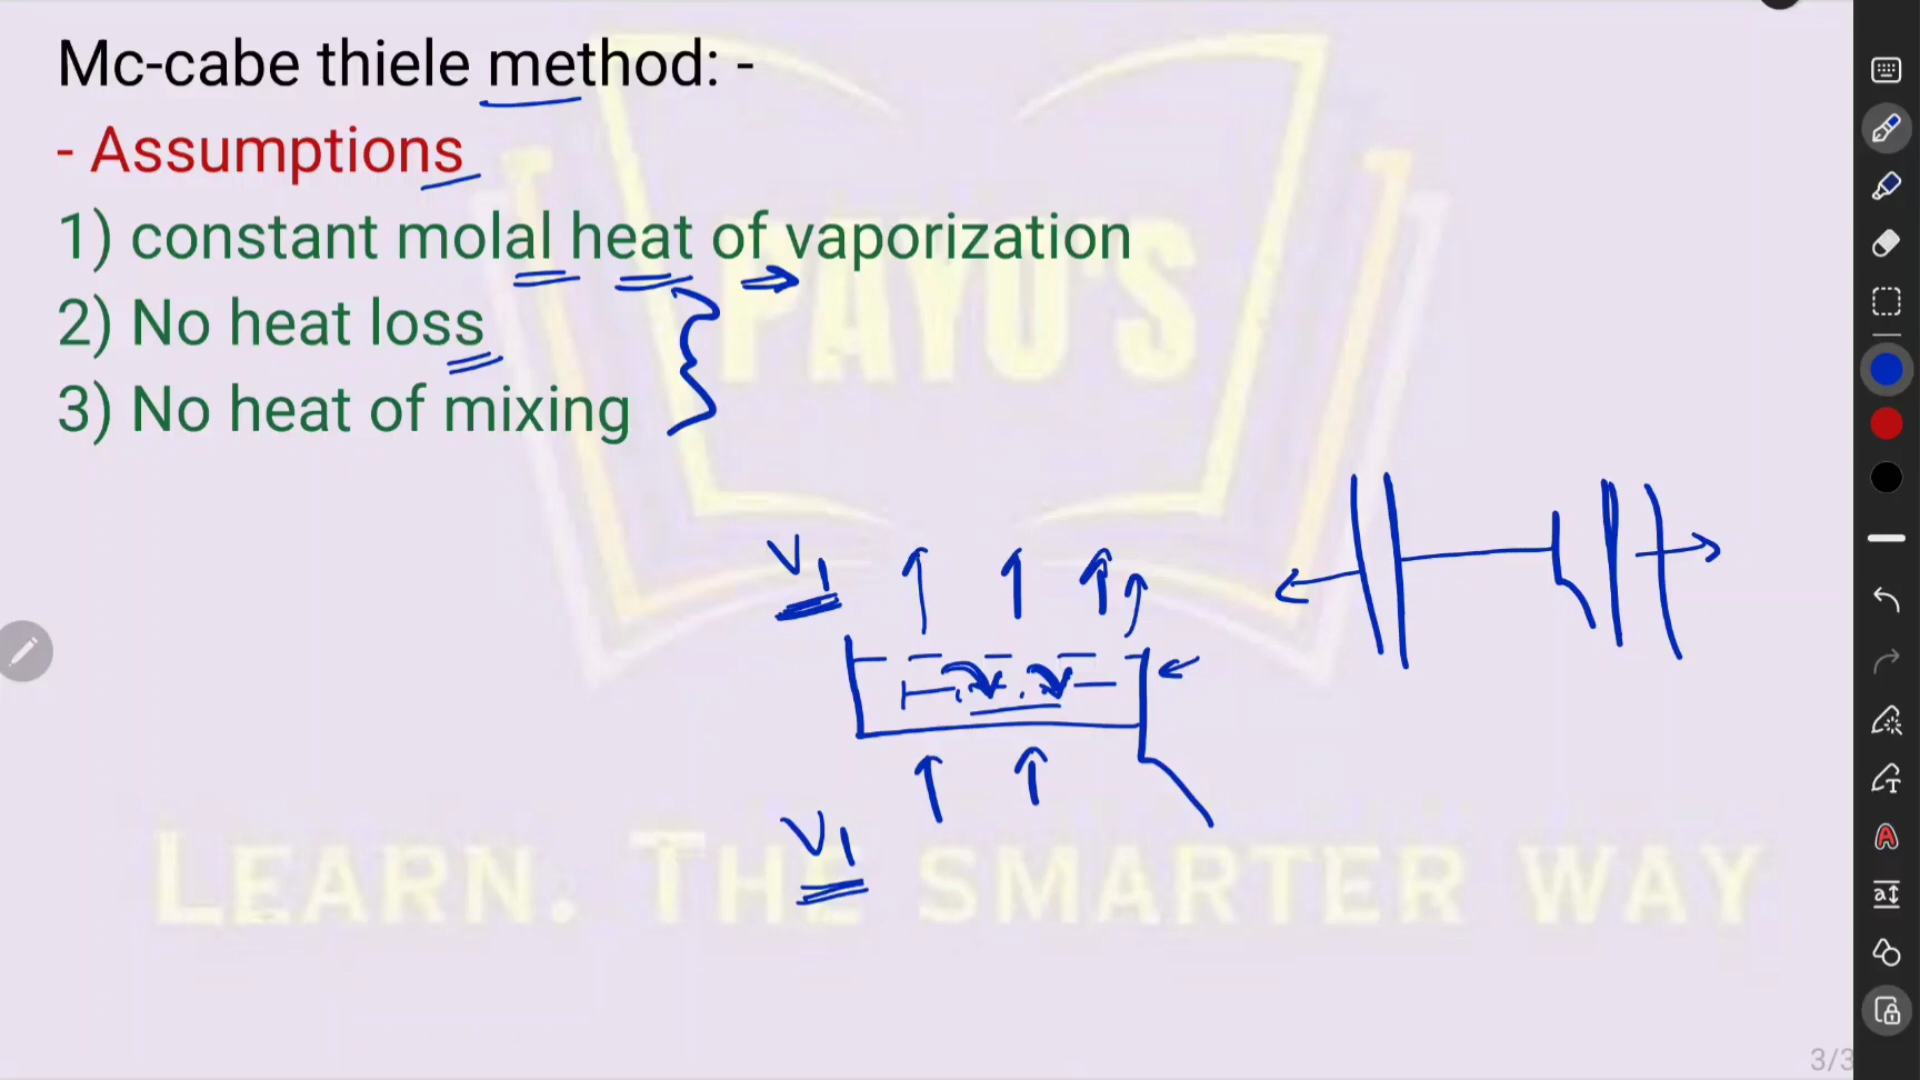 Mc-cabe thiele method: -
- Assumptions
1) constant molal heat of vaporization
2) No heat loss
3) No heat of mixing
PAYU'S
V1
V1
LEARN. THE SMARTER WAY
3/3